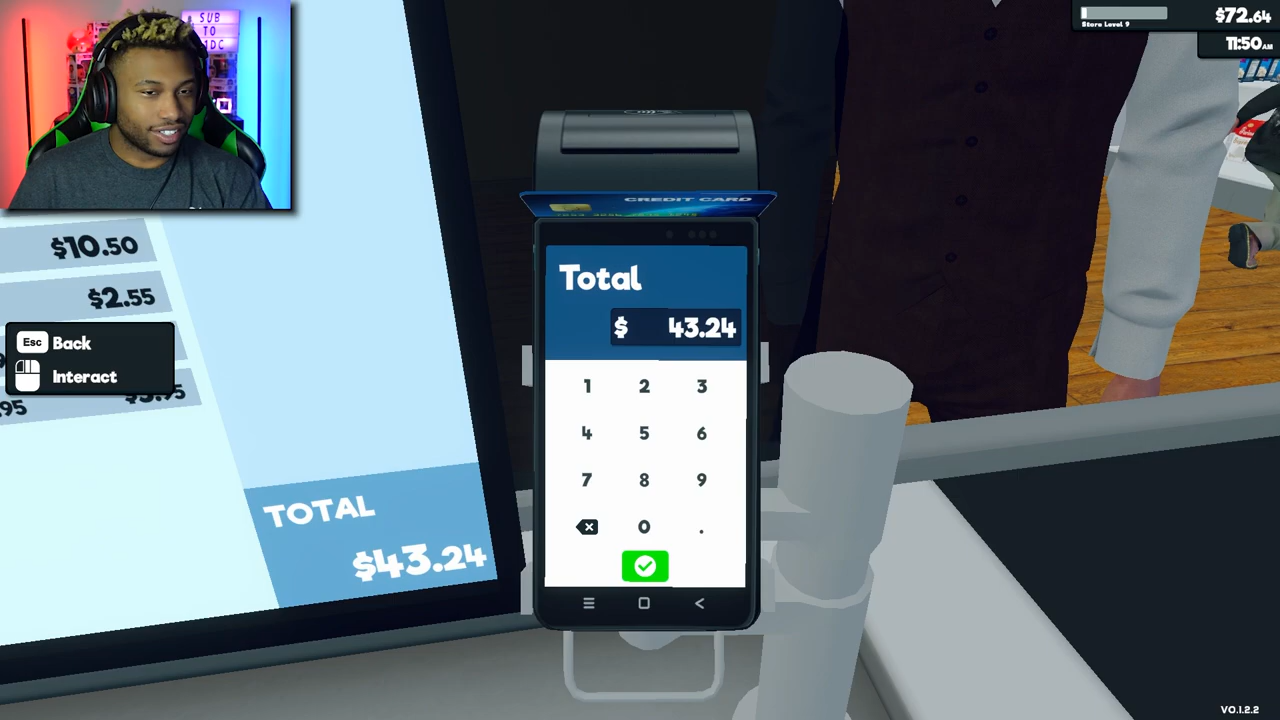 SUB
TO
$72.64
Store Level 9
11:50AM
CREDIT CARD
$10.50
$2.55
Esc Back
Interact
Total
$ 43.24
1 2 3
4 5 6
7 8 9
0 .
TOTAL
$43.24
V0.1.2.2